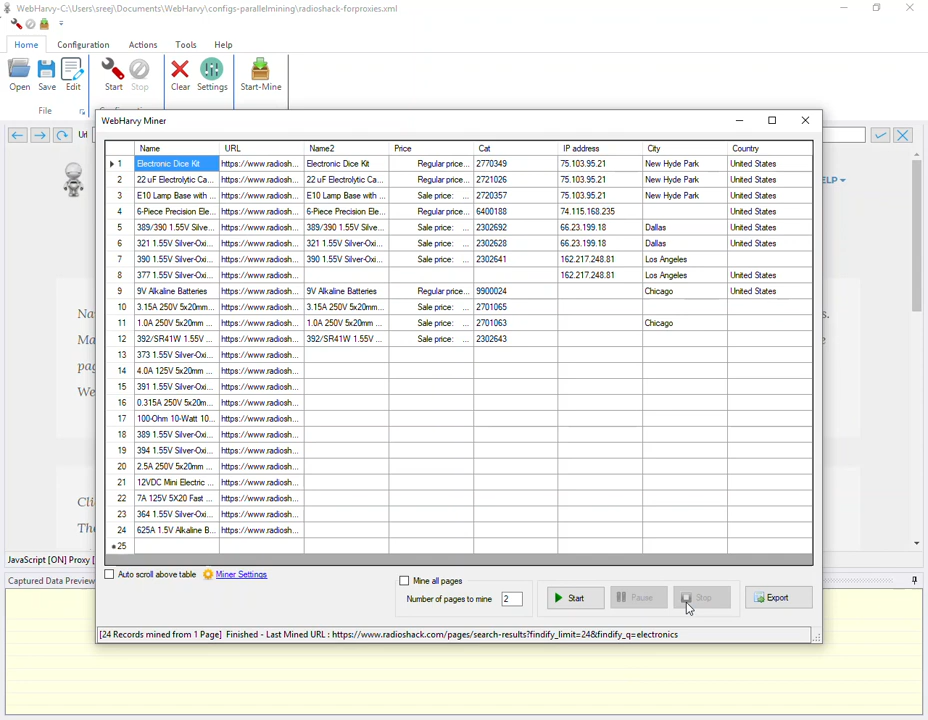 WebHarvy-C:\Users\sreej\Documents\WebHarvy\configs-parallelmining\radioshack-forproxies.xml
Home Configuration Actions Tools Help
Open Save Edit Start Stop Clear Settings Start-Mine
File
WebHarvy Miner
Url
Name URL Name2 Price Cat IP address City Country
1 Electronic Dice Kit https://www.radiosh... Electronic Dice Kit Regular price... 2770349 75.103.95.21 New Hyde Park United States
2 22 uF Electrolytic Ca... https://www.radiosh... 22 uF Electrolytic Ca... Regular price... 2721026 75.103.95.21 New Hyde Park United States
3 E10 Lamp Base with ... https://www.radiosh... E10 Lamp Base with ... Sale price: ... 2720357 75.103.95.21 New Hyde Park United States
4 6-Piece Precision Ele... https://www.radiosh... 6-Piece Precision Ele... Regular price... 6400188 74.115.168.235 United States
5 389/390 1.55V Silve... https://www.radiosh... 389/390 1.55V Silve... Sale price: ... 2302692 66.23.199.18 Dallas United States
6 321 1.55V Silver-Oxi... https://www.radiosh... 321 1.55V Silver-Oxi... Sale price: ... 2302628 66.23.199.18 Dallas United States
7 390 1.55V Silver-Oxi... https://www.radiosh... 390 1.55V Silver-Oxi... Sale price: ... 2302641 162.217.248.81 Los Angeles
8 377 1.55V Silver-Oxi... https://www.radiosh... 162.217.248.81 Los Angeles United States
9 9V Alkaline Batteries https://www.radiosh... 9V Alkaline Batteries Regular price... 9900024 Chicago United States
10 3.15A 250V 5x20mm... https://www.radiosh... 3.15A 250V 5x20mm... Sale price: ... 2701065
11 1.0A 250V 5x20mm ... https://www.radiosh... 1.0A 250V 5x20mm ... Sale price: ... 2701063 Chicago
12 392/SR41W 1.55V ... https://www.radiosh... 392/SR41W 1.55V ... Sale price: ... 2302643
13 373 1.55V Silver-Oxi... https://www.radiosh...
14 4.0A 125V 5x20mm ... https://www.radiosh...
15 391 1.55V Silver-Oxi... https://www.radiosh...
16 0.315A 250V 5x20m... https://www.radiosh...
17 100-Ohm 10-Watt 10... https://www.radiosh...
18 389 1.55V Silver-Oxi... https://www.radiosh...
19 394 1.55V Silver-Oxi... https://www.radiosh...
20 2.5A 250V 5x20mm ... https://www.radiosh...
21 12VDC Mini Electric ... https://www.radiosh...
22 7A 125V 5X20 Fast ... https://www.radiosh...
23 364 1.55V Silver-Oxi... https://www.radiosh...
24 625A 1.5V Alkaline B... https://www.radiosh...
25
JavaScript [ON] Proxy [
Auto scroll above table Miner Settings
Captured Data Preview
Mine all pages
Number of pages to mine 2
Start Pause Stop Export
[24 Records mined from 1 Page] Finished - Last Mined URL : https://www.radioshack.com/pages/search-results?findify_limit=24&findify_q=electronics